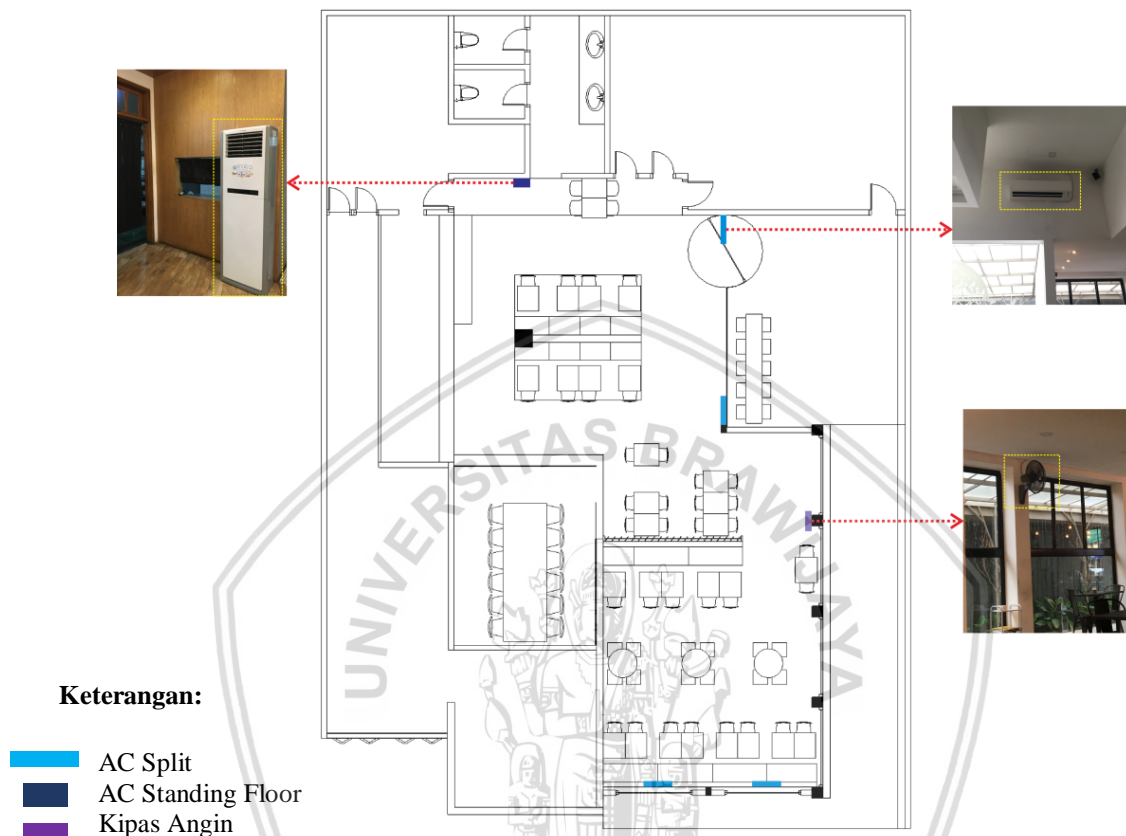 UNIVERSITAS BRAWIJAYA
Keterangan:
AC Split
AC Standing Floor
Kipas Angin